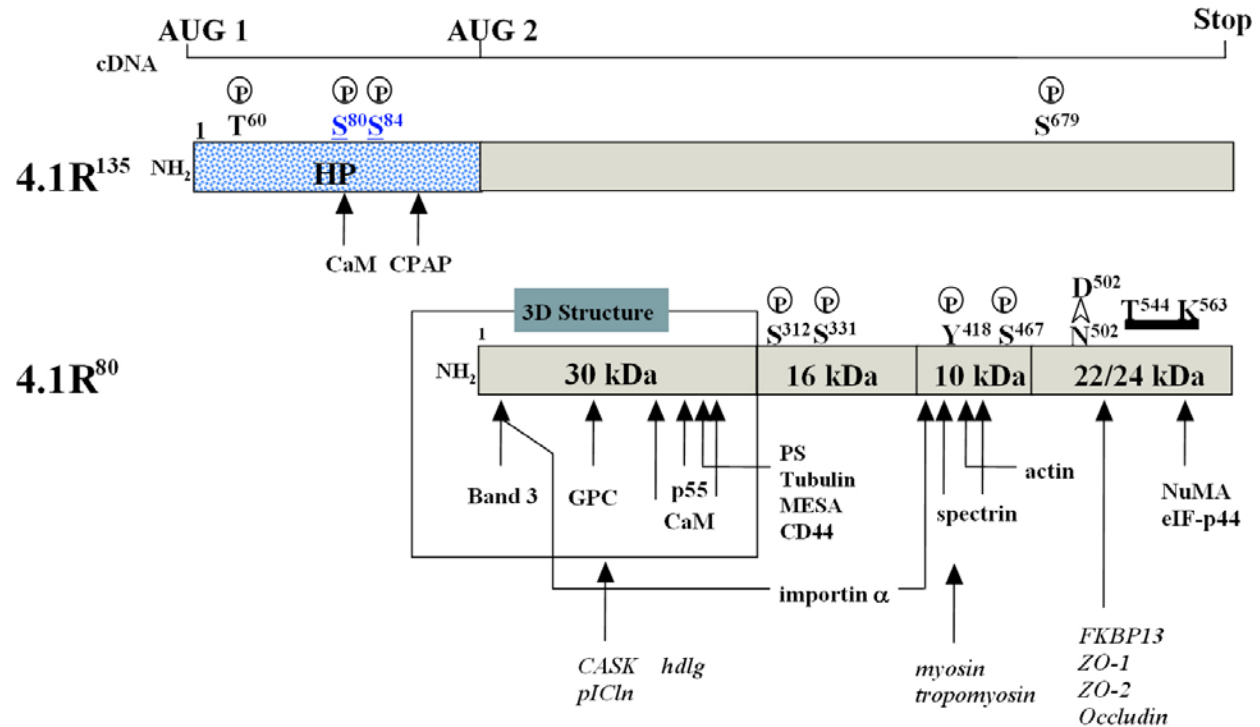 AUG 1 AUG 2 Stop
cDNA
P P P P
1 T⁶⁰ S⁸⁰ S⁸⁴ S⁶⁷⁹
4.1R¹³⁵ NH₂ HP
CaM CPAP
3D Structure
P P P P D⁵⁰²
1 S³¹² S³³¹ Y⁴¹⁸ S⁴⁶⁷ N⁵⁰² T⁵⁴⁴ K⁵⁶³
4.1R⁸⁰ NH₂ 30 kDa 16 kDa 10 kDa 22/24 kDa
Band 3 GPC p55
CaM
PS
Tubulin
MESA
CD44
spectrin
actin
NuMA
eIF-p44
importin α
CASK hdlg
pICln
myosin
tropomyosin
FKBP13
ZO-1
ZO-2
Occludin